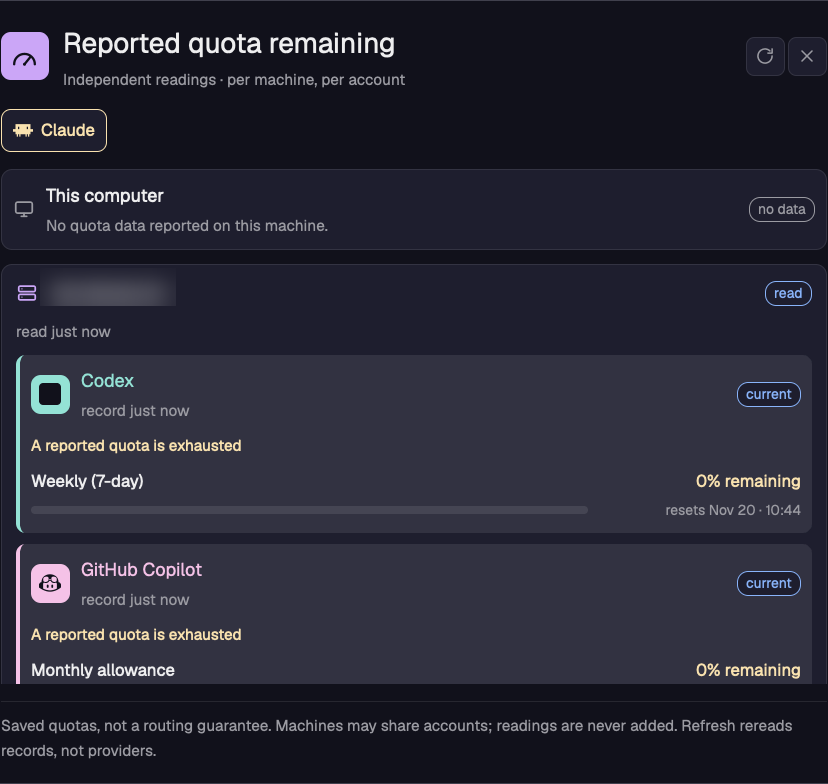 Reported quota remaining
Independent readings · per machine, per account
Claude
This computer
No quota data reported on this machine.
no data
read
read just now
Codex
record just now
current
A reported quota is exhausted
Weekly (7-day)
0% remaining
resets Nov 20 · 10:44
GitHub Copilot
record just now
current
A reported quota is exhausted
Monthly allowance
0% remaining
Saved quotas, not a routing guarantee. Machines may share accounts; readings are never added. Refresh rereads
records, not providers.